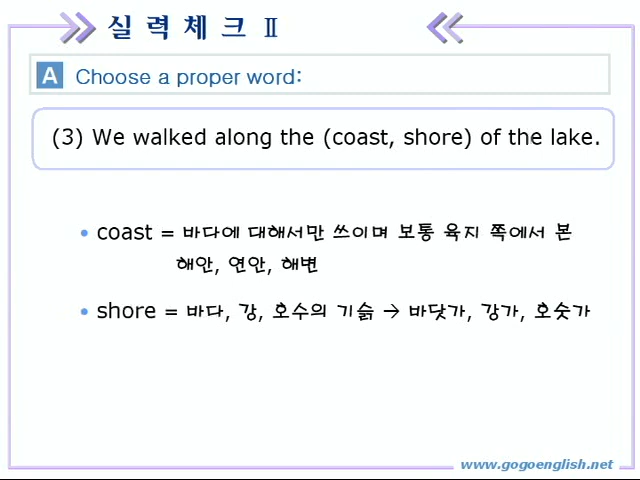 실 력 체 크 Ⅱ
A Choose a proper word:
(3) We walked along the (coast, shore) of the lake.
• coast = 바다에 대해서만 쓰이며 보통 육지 쪽에서 본
해안, 연안, 해변
• shore = 바다, 강, 호수의 기슭 → 바닷가, 강가, 호숫가
www.gogoenglish.net